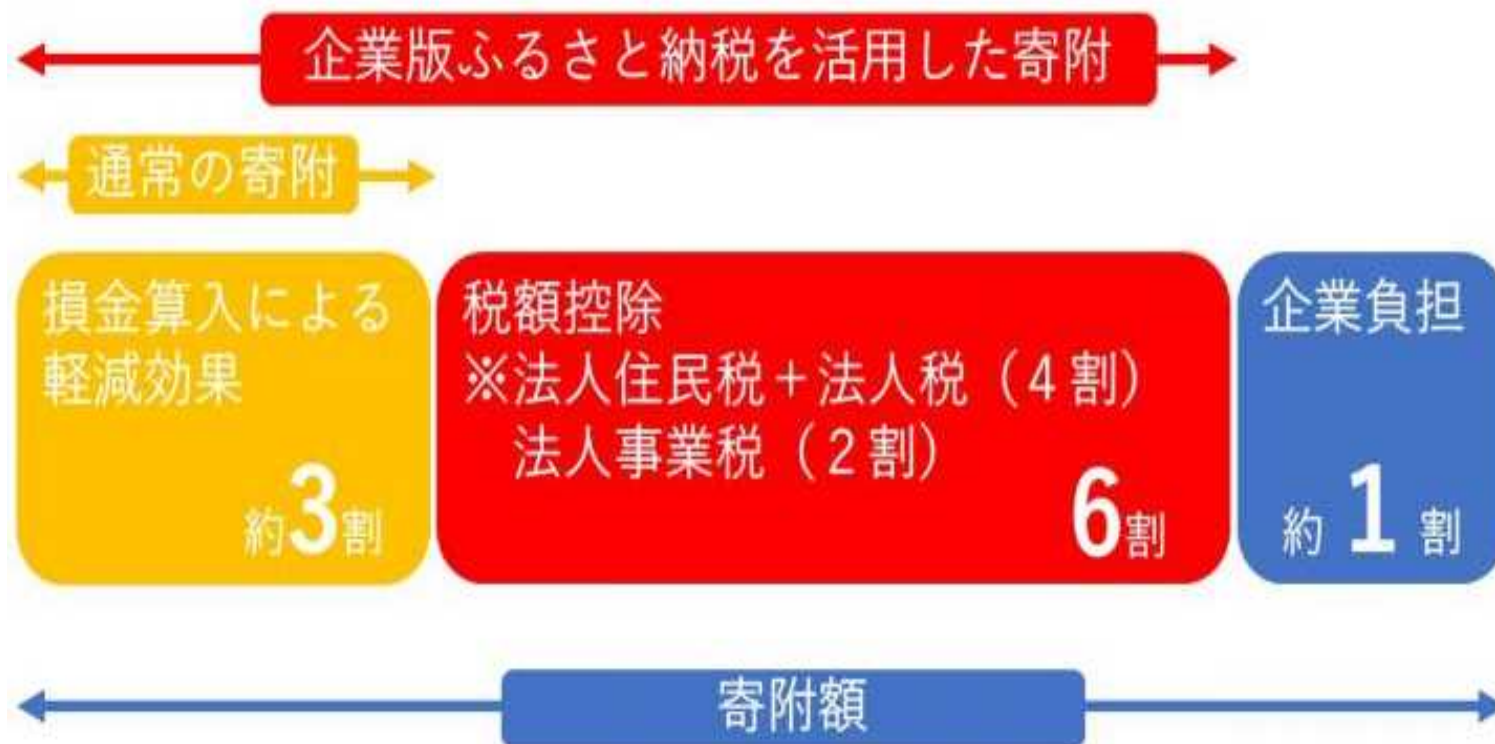 企業版ふるさと納税を活用した寄附
通常の寄附
損金算入による
軽減効果
約3割
税額控除
※法人住民税＋法人税（４割）
法人事業税（２割）
6割
企業負担
約 1 割
寄附額